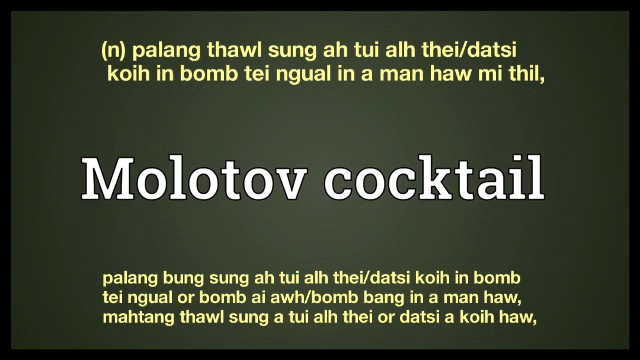 (n) palang thawl sung ah tui alh thei/datsi
koih in bomb tei ngual in a man haw mi thil,
Molotov cocktail
palang bung sung ah tui alh thei/datsi koih in bomb
tei ngual or bomb ai awh/bomb bang in a man haw,
mahtang thawl sung a tui alh thei or datsi a koih haw,